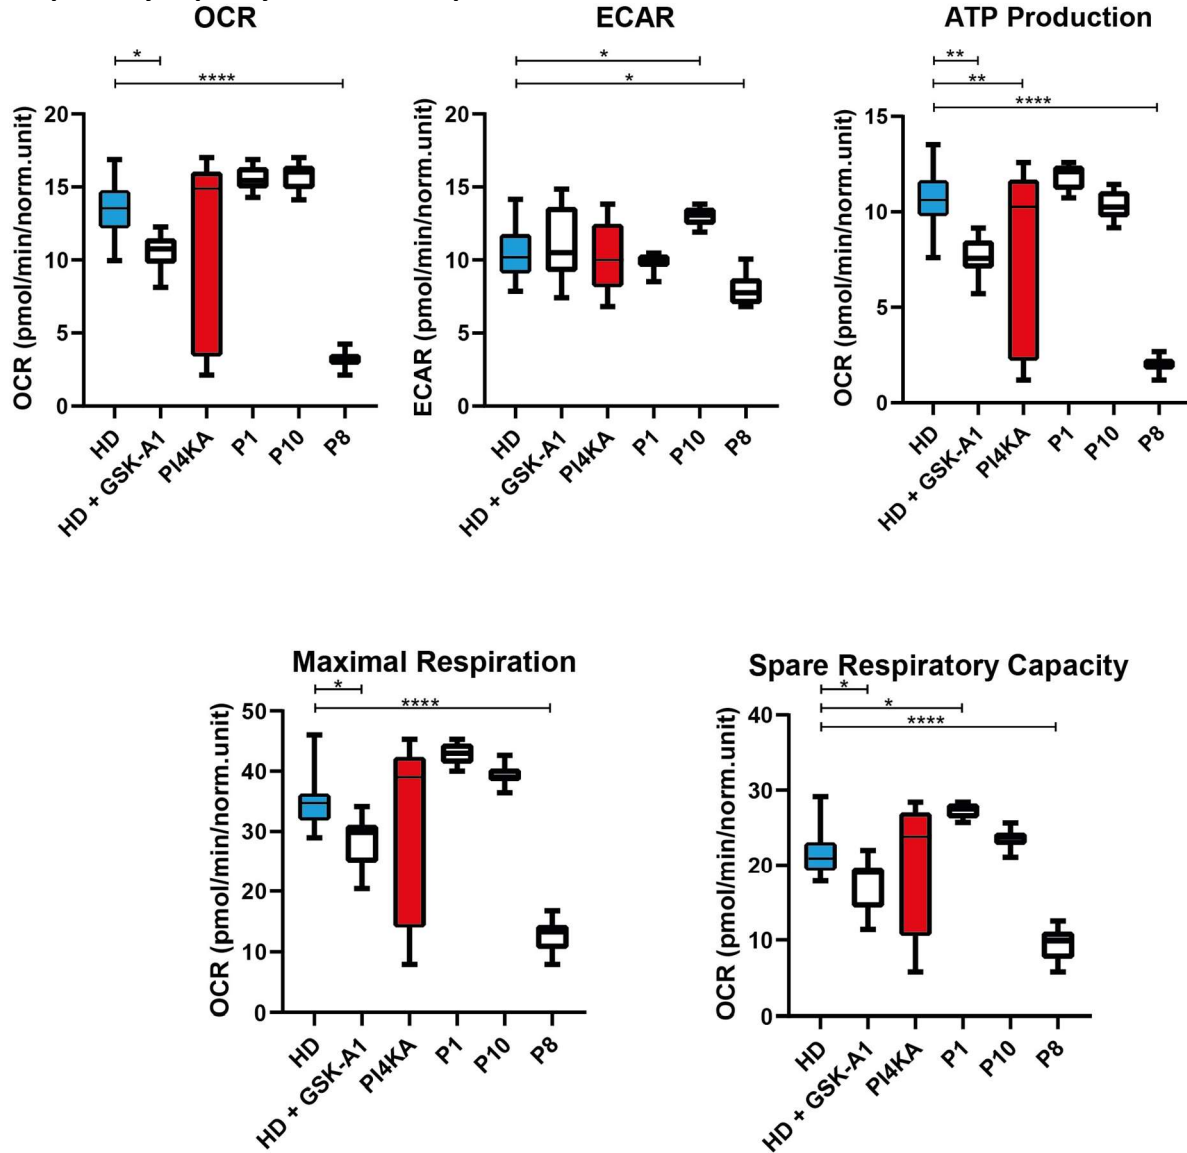 OCR
*
****
OCR (pmol/min/norm.unit)
20
15
10
5
0
HD
HD + GSK-A1
PI4KA
P1
P10
P8
ECAR
*
*
ECAR (pmol/min/norm.unit)
20
15
10
5
0
HD
HD + GSK-A1
PI4KA
P1
P10
P8
ATP Production
**
**
****
OCR (pmol/min/norm.unit)
15
10
5
0
HD
HD + GSK-A1
PI4KA
P1
P10
P8
Maximal Respiration
*
****
OCR (pmol/min/norm.unit)
50
40
30
20
10
0
HD
HD + GSK-A1
PI4KA
P1
P10
P8
Spare Respiratory Capacity
*
*
****
OCR (pmol/min/norm.unit)
40
30
20
10
0
HD
HD + GSK-A1
PI4KA
P1
P10
P8